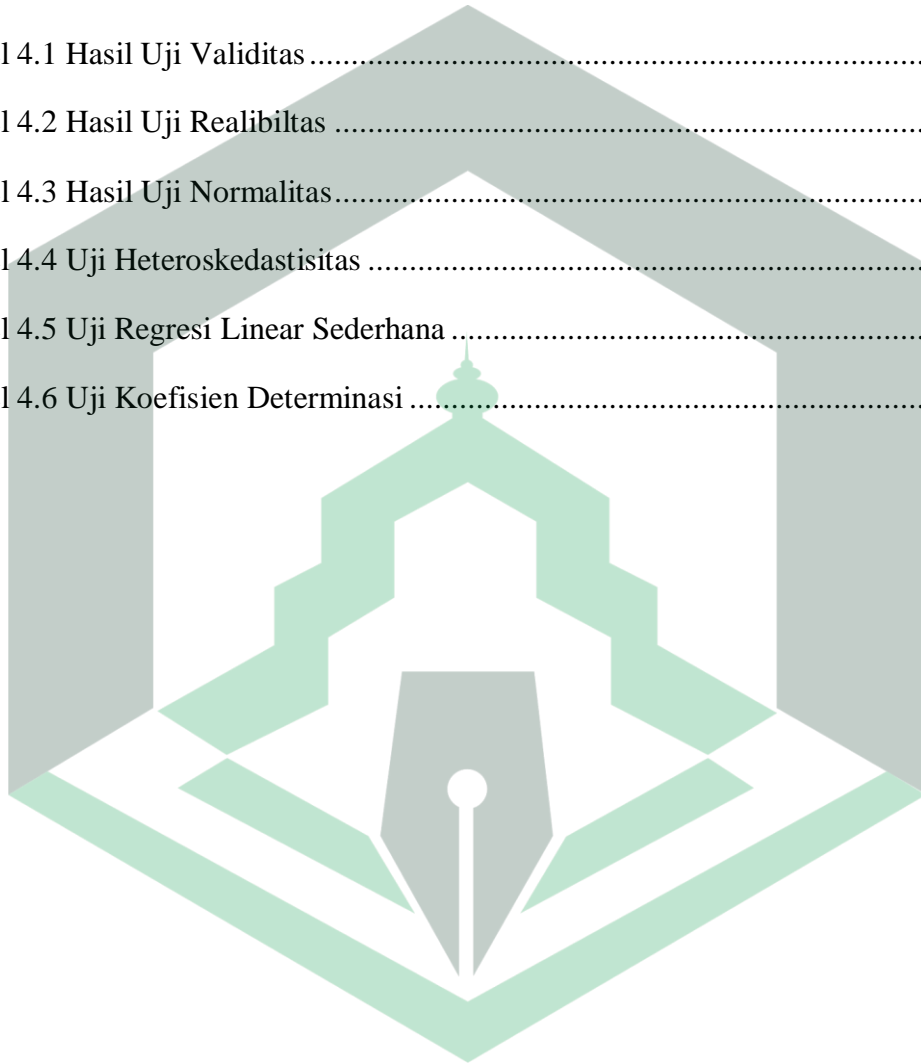 l 4.1 Hasil Uji Validitas ........................................................................
l 4.2 Hasil Uji Realibiltas ......................................................................
l 4.3 Hasil Uji Normalitas......................................................................
l 4.4 Uji Heteroskedastisitas ..................................................................
l 4.5 Uji Regresi Linear Sederhana ........................................................
l 4.6 Uji Koefisien Determinasi .............................................................